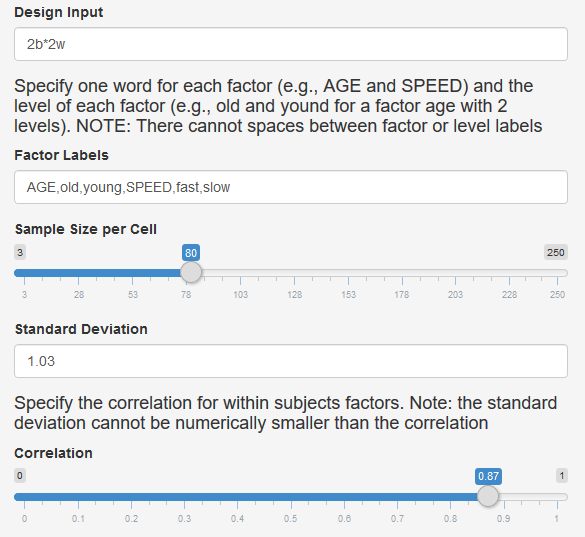 Design Input
2b*2w
Specify one word for each factor (e.g., AGE and SPEED) and the
level of each factor (e.g., old and yound for a factor age with 2
levels). NOTE: There cannot spaces between factor or level labels
Factor Labels
AGE,old,young,SPEED,fast,slow
Sample Size per Cell
3 80 250
3 28 53 78 103 128 153 178 203 228 250
Standard Deviation
1.03
Specify the correlation for within subjects factors. Note: the standard
deviation cannot be numerically smaller than the correlation
Correlation
0 0.87 1
0 0.1 0.2 0.3 0.4 0.5 0.6 0.7 0.8 0.9 1